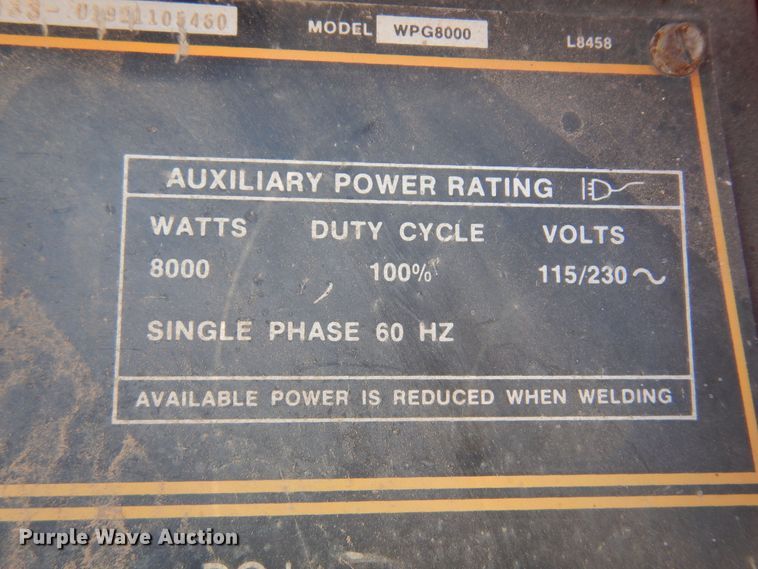 U1921105460
MODEL WPG8000
L8458
AUXILIARY POWER RATING
WATTS DUTY CYCLE VOLTS
8000 100% 115/230 ~
SINGLE PHASE 60 HZ
AVAILABLE POWER IS REDUCED WHEN WELDING
Purple Wave Auction